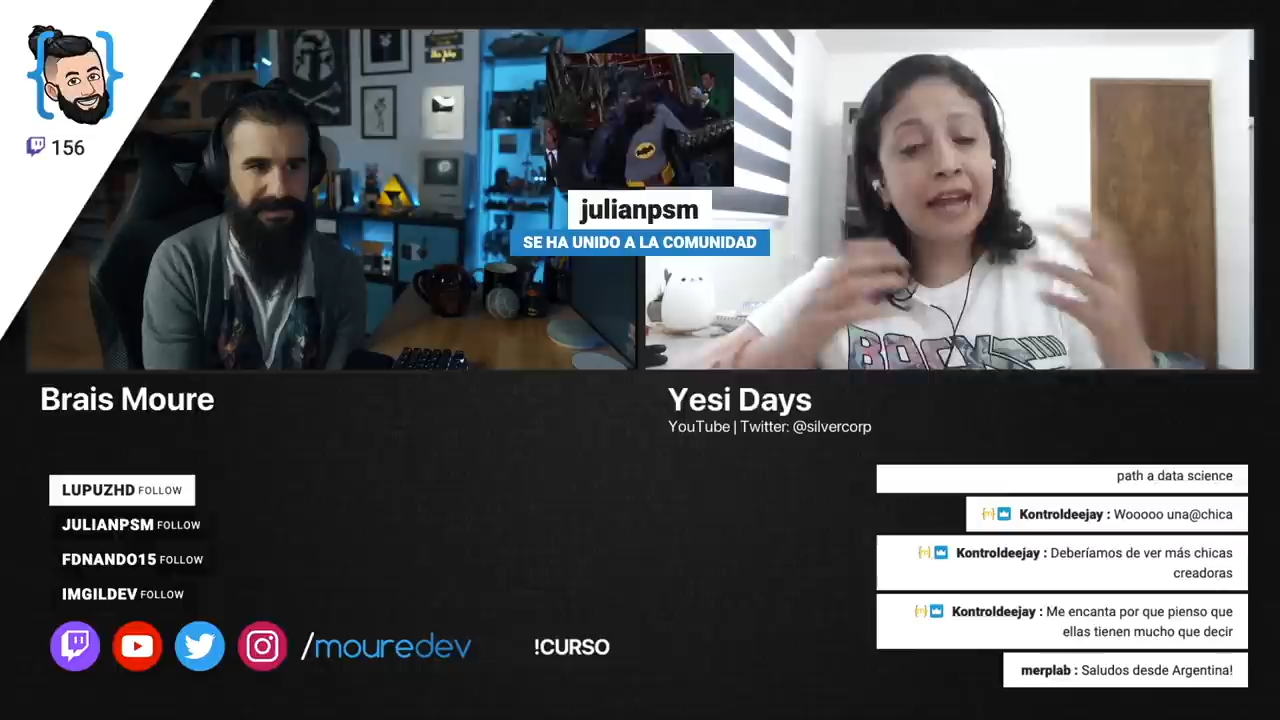 156
julianpsm
SE HA UNIDO A LA COMUNIDAD
BOCK
Brais Moure
Yesi Days
YouTube | Twitter: @silvercorp
LUPUZHD FOLLOW
JULIANPSM FOLLOW
FDNANDO15 FOLLOW
IMGILDEV FOLLOW
/mouredev
!CURSO
path a data science
Kontroldeejay : Wooooo una@chica
Kontroldeejay : Deberíamos de ver más chicas
creadoras
Kontroldeejay : Me encanta por que pienso que
ellas tienen mucho que decir
merplab : Saludos desde Argentina!